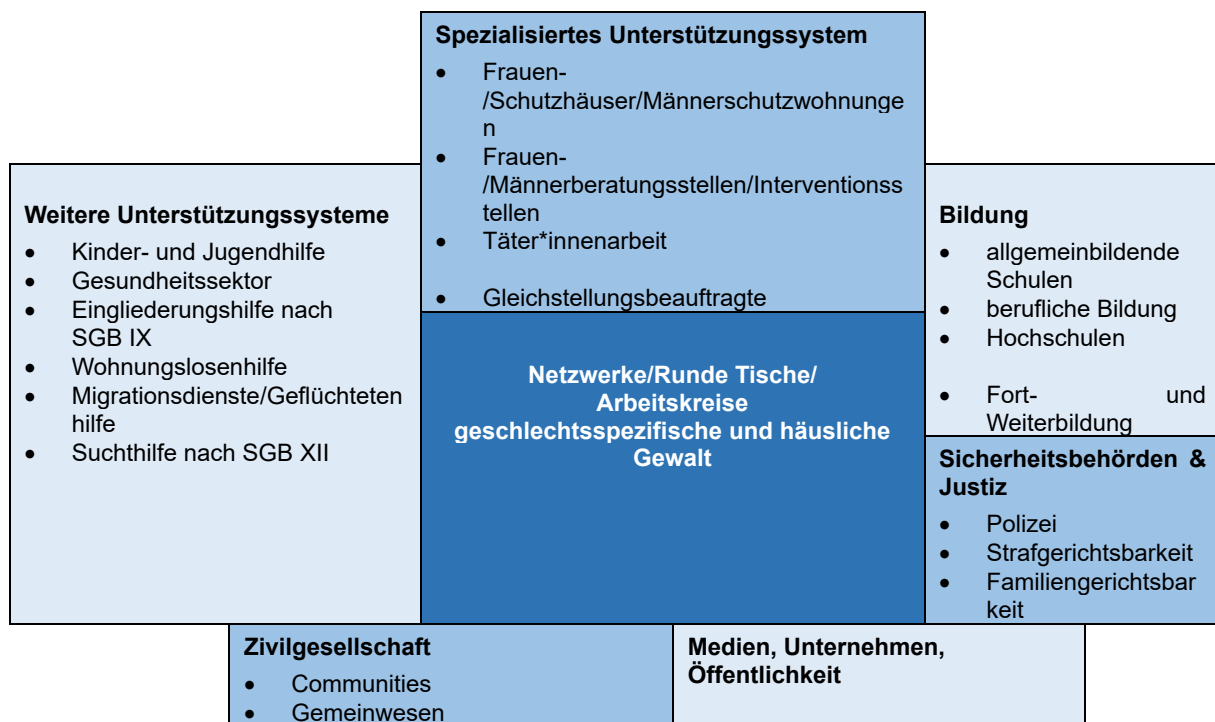 Spezialisiertes Unterstützungssystem
• Frauen-
/Schutzhäuser/Männerschutzwohnunge
n
• Frauen-
/Männerberatungsstellen/Interventionss
tellen
• Täter*innenarbeit
• Gleichstellungsbeauftragte
Weitere Unterstützungssysteme
• Kinder- und Jugendhilfe
• Gesundheitssektor
• Eingliederungshilfe nach
SGB IX
• Wohnungslosenhilfe
• Migrationsdienste/Geflüchteten
hilfe
• Suchthilfe nach SGB XII
Netzwerke/Runde Tische/
Arbeitskreise
geschlechtsspezifische und häusliche
Gewalt
Bildung
• allgemeinbildende
Schulen
• berufliche Bildung
• Hochschulen
• Fort- und
Weiterbildung
Sicherheitsbehörden &
Justiz
• Polizei
• Strafgerichtsbarkeit
• Familiengerichtsbar
keit
Zivilgesellschaft
• Communities
• Gemeinwesen
Medien, Unternehmen,
Öffentlichkeit